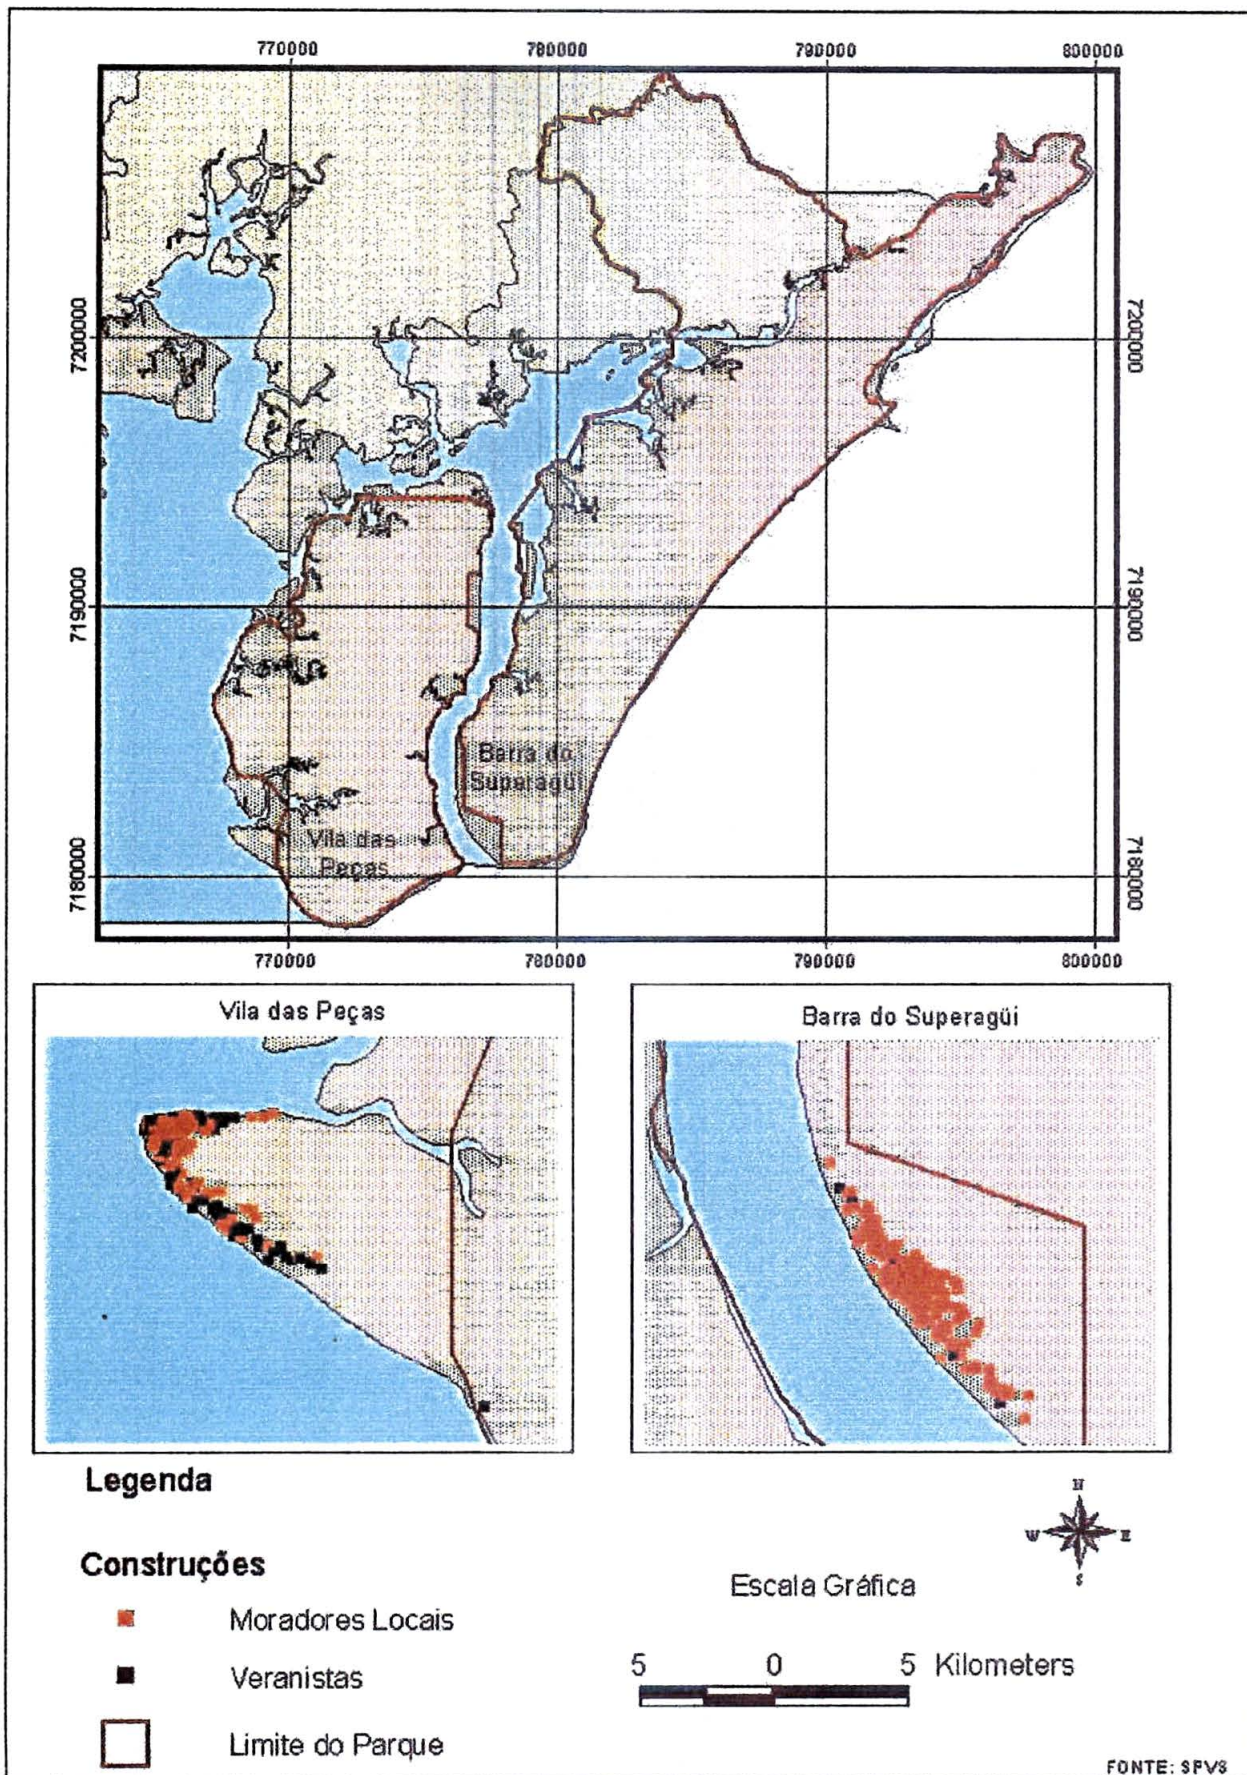 770000 780000 790000 800000
7200000 7200000
7190000 7190000
7180000 7180000
Barra do
Superagüi
Vila das
Peças
770000 780000 790000 800000
Vila das Peças
Barra do Superagüi
Legenda
Construções
Moradores Locais
Veranistas
Limite do Parque
N
W E
S
Escala Gráfica
5 0 5 Kilometers
FONTE: SPVS